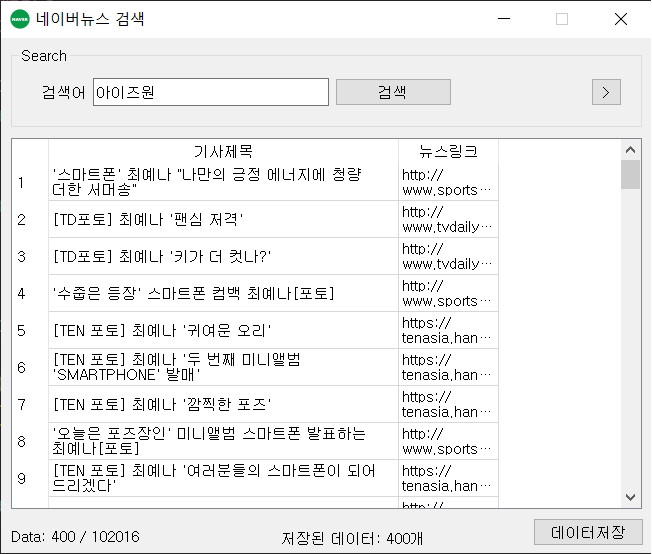 NAVER
네이버뉴스 검색
Search
검색어 아이즈원 검색 >
기사제목 뉴스링크
1 '스마트폰' 최예나 "나만의 긍정 에너지에 청량 http://
더한 서머송" www.sports…
2 [TD포토] 최예나 '팬심 저격' http://
www.tvdaily…
3 [TD포토] 최예나 '키가 더 컷나?' http://
www.tvdaily…
4 '수줍은 등장' 스마트폰 컴백 최예나[포토] http://
www.sports…
5 [TEN 포토] 최예나 '귀여운 오리' https://
tenasia.han…
6 [TEN 포토] 최예나 '두 번째 미니앨범 https://
'SMARTPHONE' 발매' tenasia.han…
7 [TEN 포토] 최예나 '깜찍한 포즈' https://
tenasia.han…
8 '오늘은 포즈장인' 미니앨범 스마트폰 발표하는 http://
최예나[포토] www.sports…
9 [TEN 포토] 최예나 '여러분들의 스마트폰이 되어 https://
드리겠다' tenasia.han…
Data: 400 / 102016 저장된 데이터: 400개 데이터저장